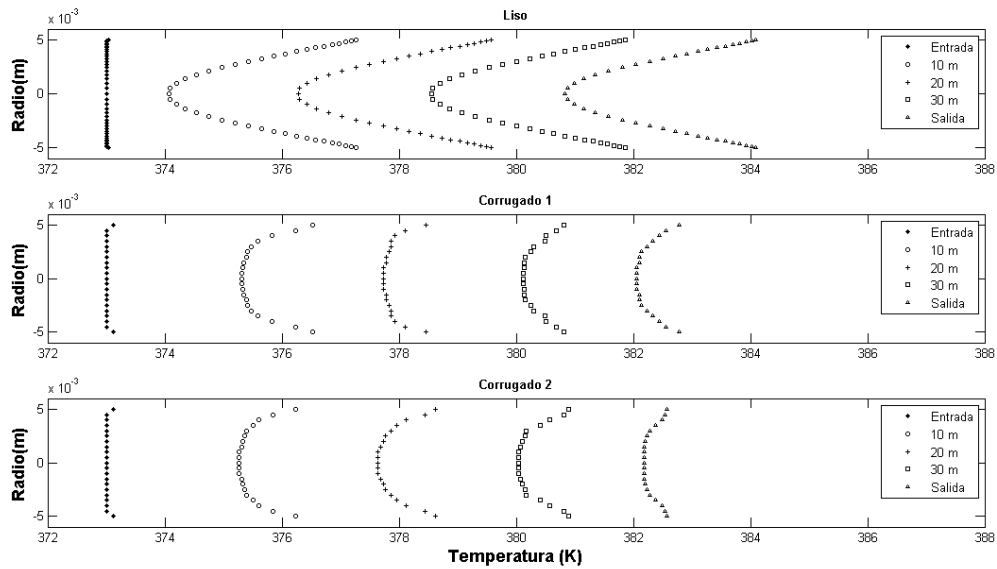 Liso
x 10^-3
Radio(m)
5
0
-5
372 374 376 378 380 382 384 386 388
Entrada
10 m
20 m
30 m
Salida
Corrugado 1
x 10^-3
Radio(m)
5
0
-5
372 374 376 378 380 382 384 386 388
Entrada
10 m
20 m
30 m
Salida
Corrugado 2
x 10^-3
Radio(m)
5
0
-5
372 374 376 378 380 382 384 386 388
Entrada
10 m
20 m
30 m
Salida
Temperatura (K)